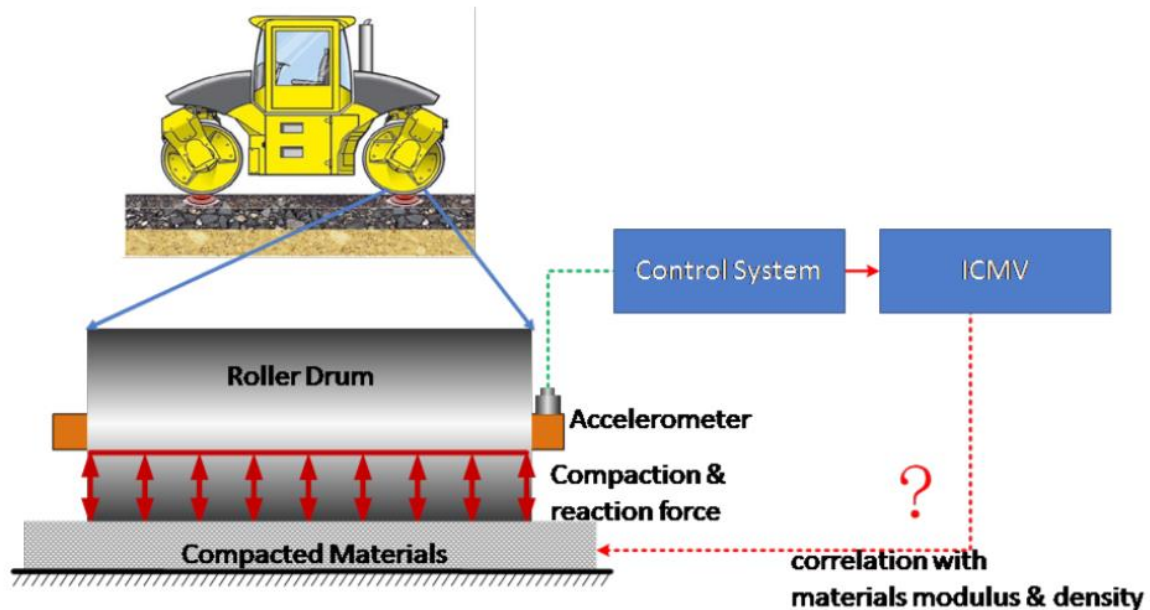 Control System
ICMV
Roller Drum
Accelerometer
Compaction &
reaction force
?
Compacted Materials
correlation with
materials modulus & density